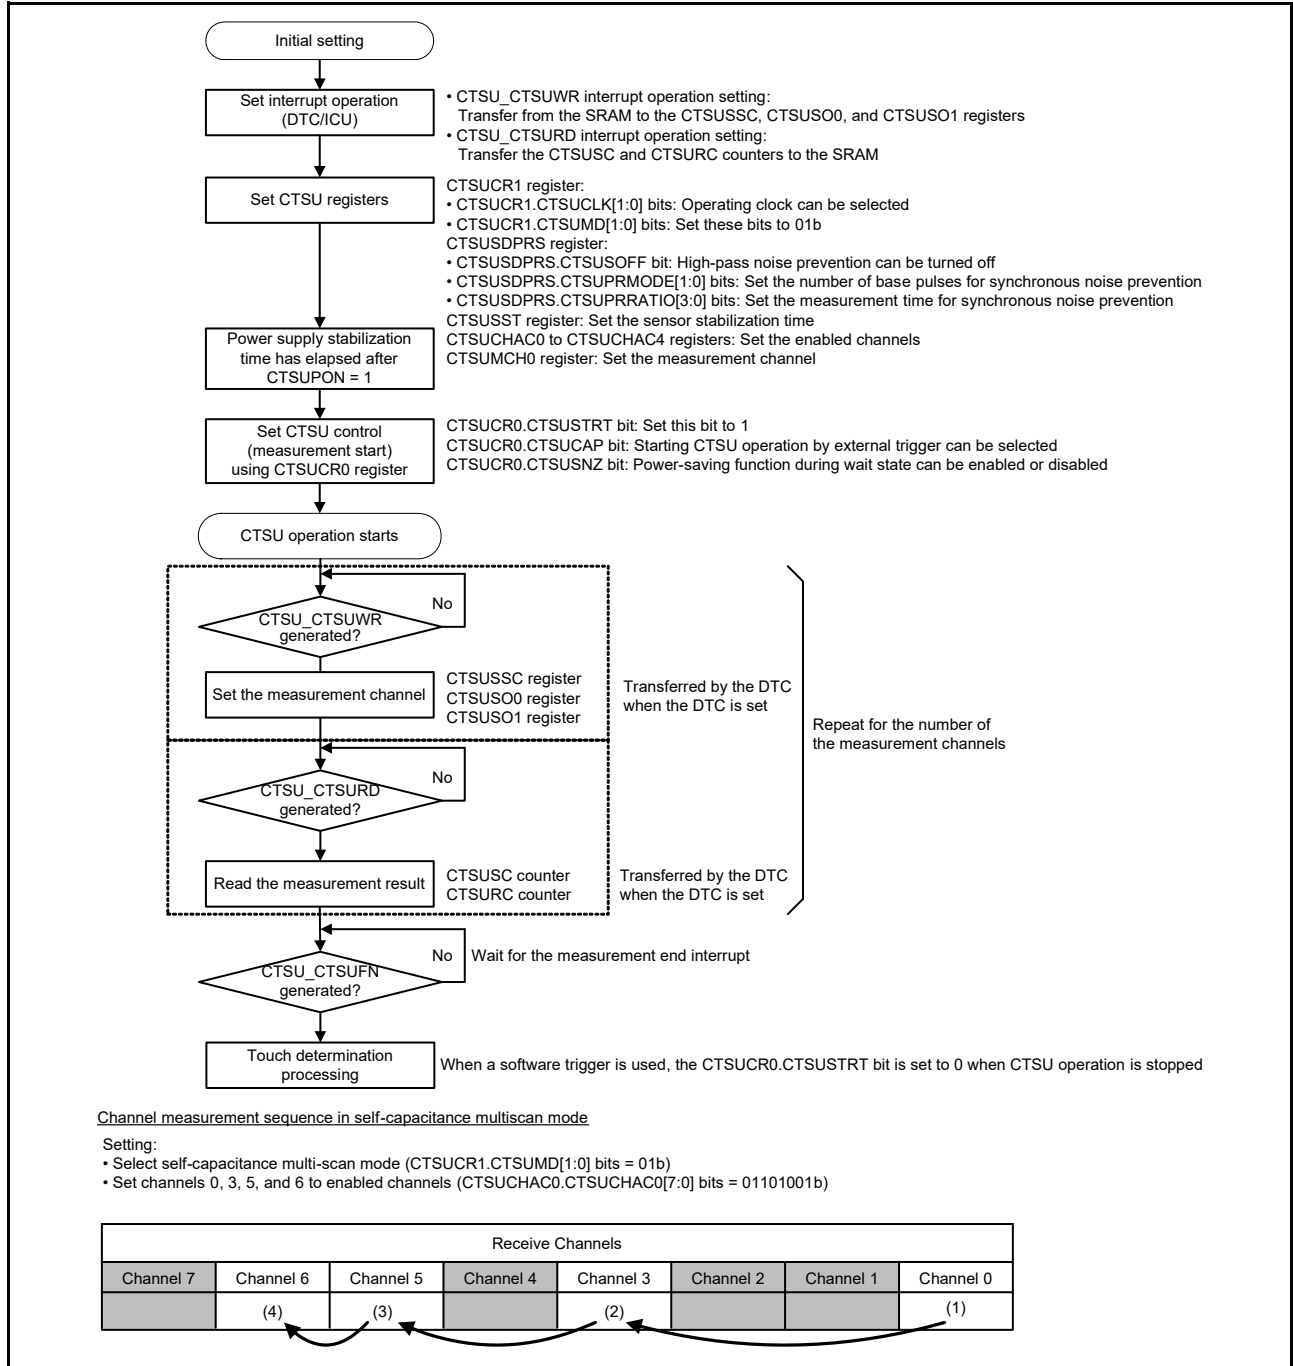 Initial setting
Set interrupt operation
(DTC/ICU)
• CTSU_CTSUWR interrupt operation setting:
Transfer from the SRAM to the CTSUSSC, CTSUSO0, and CTSUSO1 registers
• CTSU_CTSURD interrupt operation setting:
Transfer the CTSUSC and CTSURC counters to the SRAM
Set CTSU registers
CTSUCR1 register:
• CTSUCR1.CTSUCLK[1:0] bits: Operating clock can be selected
• CTSUCR1.CTSUMD[1:0] bits: Set these bits to 01b
CTSUSDPRS register:
• CTSUSDPRS.CTSUSOFF bit: High-pass noise prevention can be turned off
• CTSUSDPRS.CTSUPRMODE[1:0] bits: Set the number of base pulses for synchronous noise prevention
• CTSUSDPRS.CTSUPRRATIO[3:0] bits: Set the measurement time for synchronous noise prevention
CTSUSST register: Set the sensor stabilization time
CTSUCHAC0 to CTSUCHAC4 registers: Set the enabled channels
CTSUMCH0 register: Set the measurement channel
Power supply stabilization
time has elapsed after
CTSUPON = 1
Set CTSU control
(measurement start)
using CTSUCR0 register
CTSUCR0.CTSUSTRT bit: Set this bit to 1
CTSUCR0.CTSUCAP bit: Starting CTSU operation by external trigger can be selected
CTSUCR0.CTSUSNZ bit: Power-saving function during wait state can be enabled or disabled
CTSU operation starts
No
CTSU_CTSUWR
generated?
Set the measurement channel
CTSUSSC register
CTSUSO0 register
CTSUSO1 register
Transferred by the DTC
when the DTC is set
Repeat for the number of
the measurement channels
No
CTSU_CTSURD
generated?
Read the measurement result
CTSUSC counter
CTSURC counter
Transferred by the DTC
when the DTC is set
No
Wait for the measurement end interrupt
CTSU_CTSUFN
generated?
Touch determination
processing
When a software trigger is used, the CTSUCR0.CTSUSTRT bit is set to 0 when CTSU operation is stopped
Channel measurement sequence in self-capacitance multiscan mode
Setting:
• Select self-capacitance multi-scan mode (CTSUCR1.CTSUMD[1:0] bits = 01b)
• Set channels 0, 3, 5, and 6 to enabled channels (CTSUCHAC0.CTSUCHAC0[7:0] bits = 01101001b)
Receive Channels
Channel 7 Channel 6 Channel 5 Channel 4 Channel 3 Channel 2 Channel 1 Channel 0
(4) (3) (2) (1)